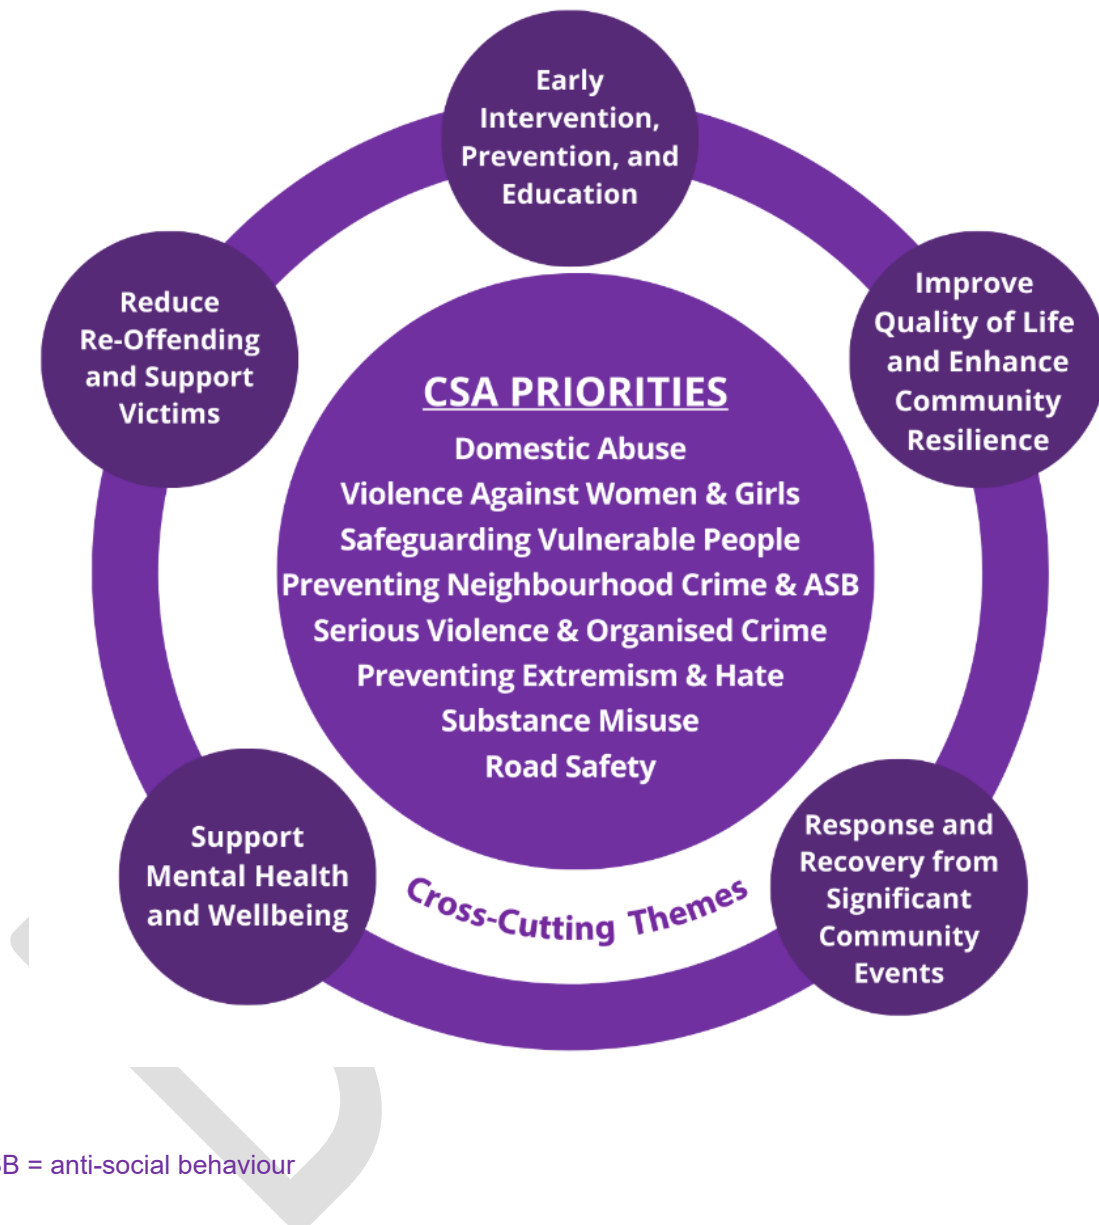 Early
Intervention,
Prevention, and
Education
Improve
Quality of Life
and Enhance
Community
Resilience
Reduce
Re-Offending
and Support
Victims
CSA PRIORITIES
Domestic Abuse
Violence Against Women & Girls
Safeguarding Vulnerable People
Preventing Neighbourhood Crime & ASB
Serious Violence & Organised Crime
Preventing Extremism & Hate
Substance Misuse
Road Safety
Support
Mental Health
and Wellbeing
Response and
Recovery from
Significant
Community
Events
Cross-Cutting Themes
= anti-social behaviour